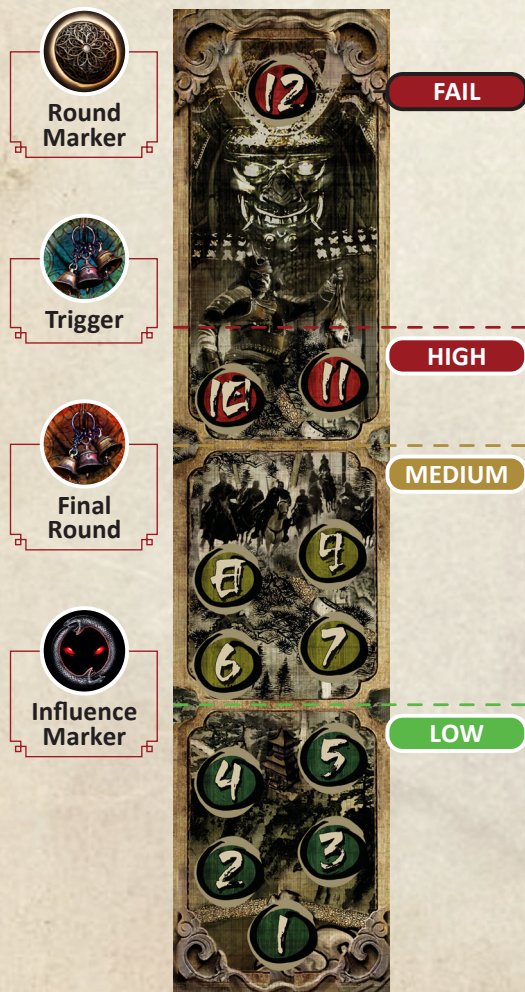 Round
Marker
Trigger
Final
Round
Influence
Marker
12
10
11
8
9
6
7
4
5
2
3
1
FAIL
HIGH
MEDIUM
LOW